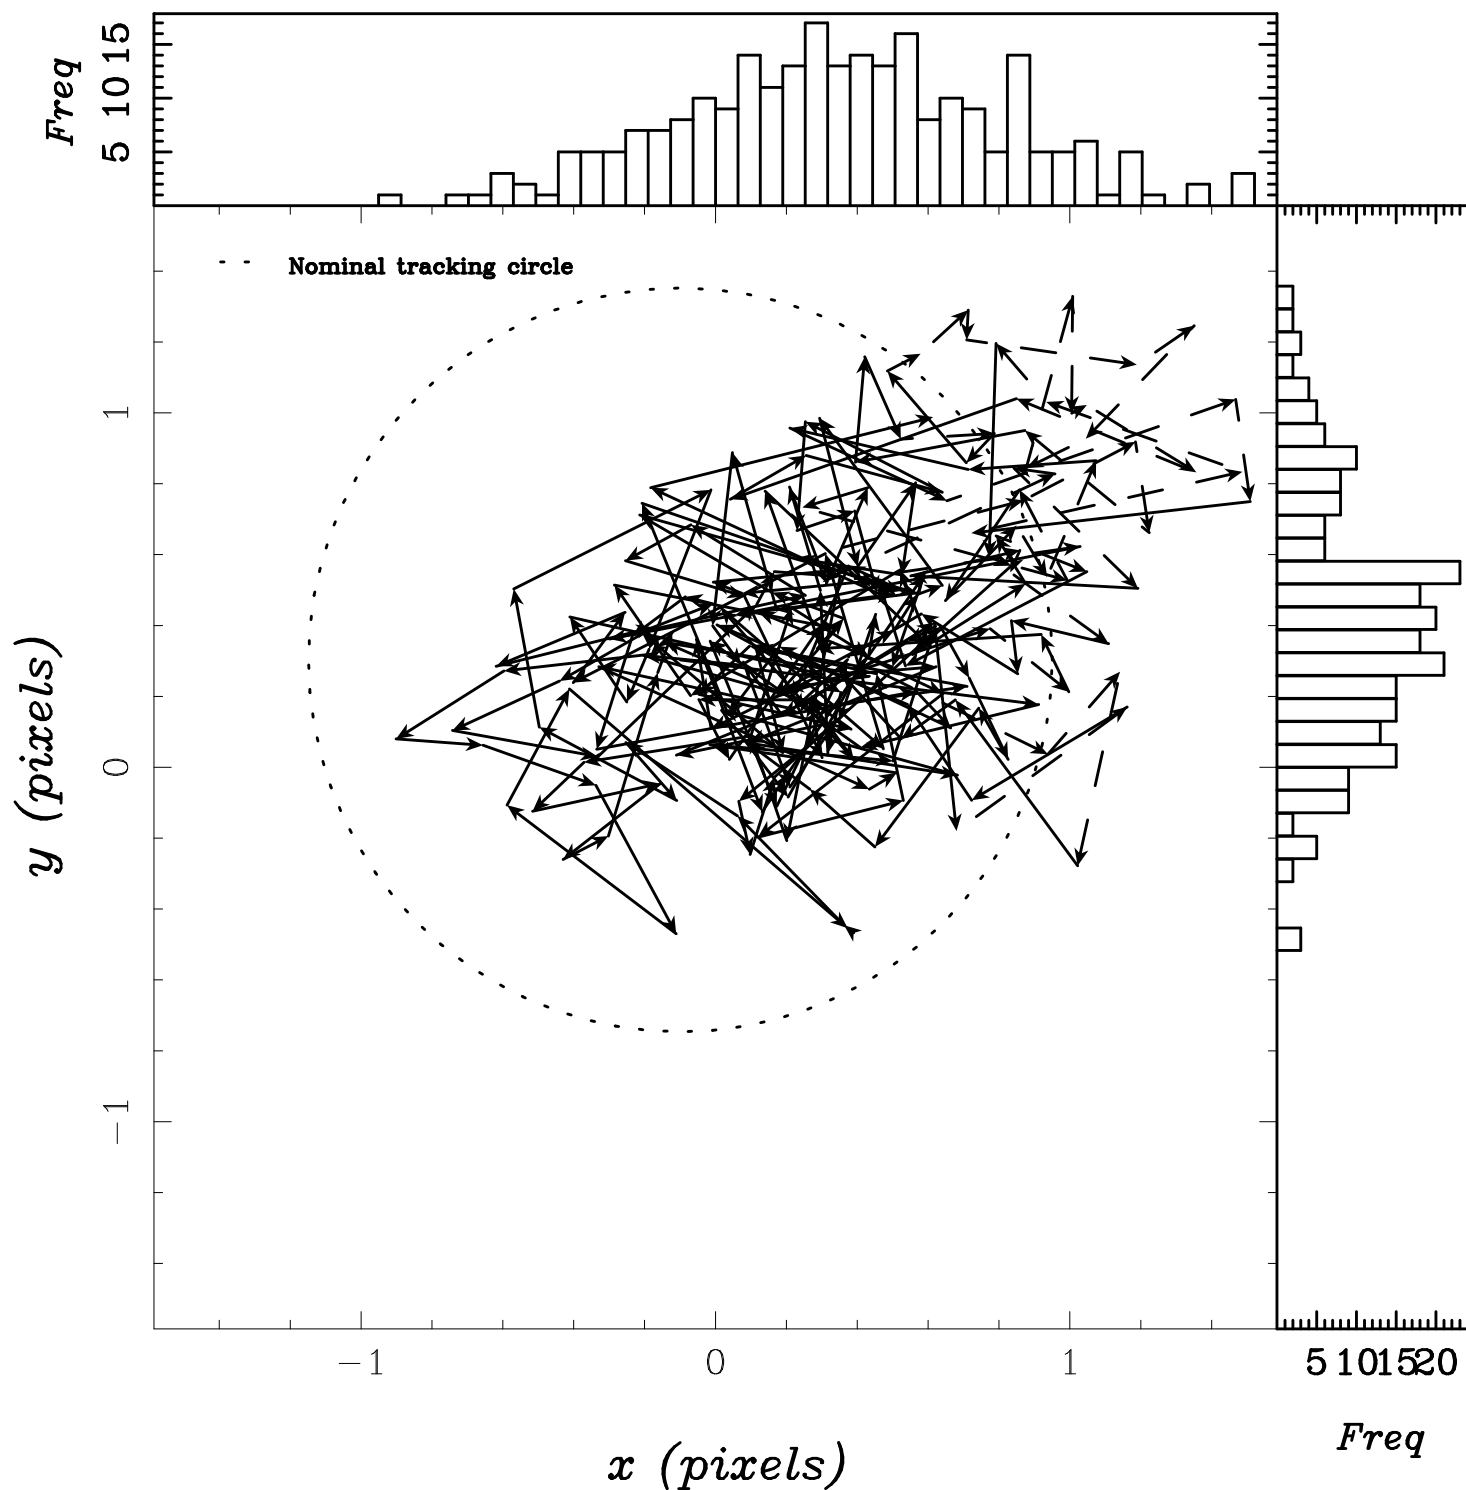 Freq
5 10 15
Nominal tracking circle
y (pixels)
1
0
−1
−1 0 1
x (pixels)
5 10 15 20
Freq